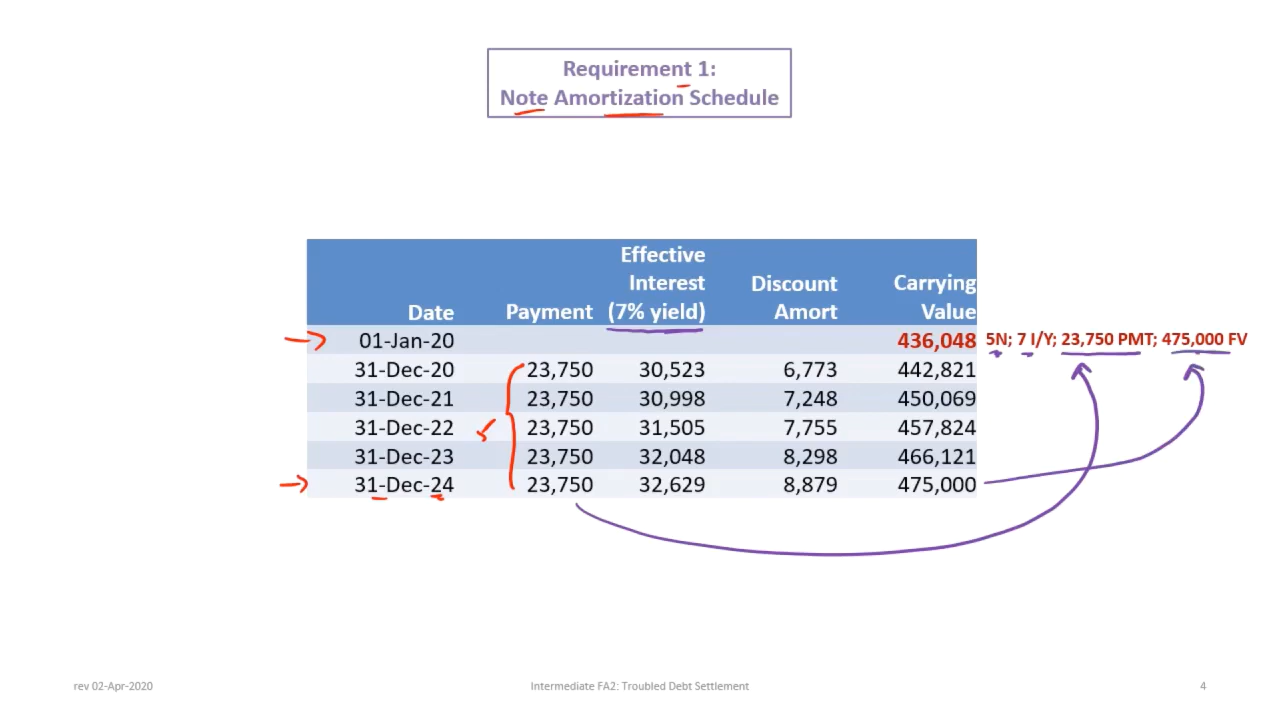 Requirement 1:
Note Amortization Schedule
Date Payment Effective Interest (7% yield) Discount Amort Carrying Value
01-Jan-20 436,048 5N; 7 I/Y; 23,750 PMT; 475,000 FV
31-Dec-20 23,750 30,523 6,773 442,821
31-Dec-21 23,750 30,998 7,248 450,069
31-Dec-22 23,750 31,505 7,755 457,824
31-Dec-23 23,750 32,048 8,298 466,121
31-Dec-24 23,750 32,629 8,879 475,000
rev 02-Apr-2020 Intermediate FA2: Troubled Debt Settlement 4